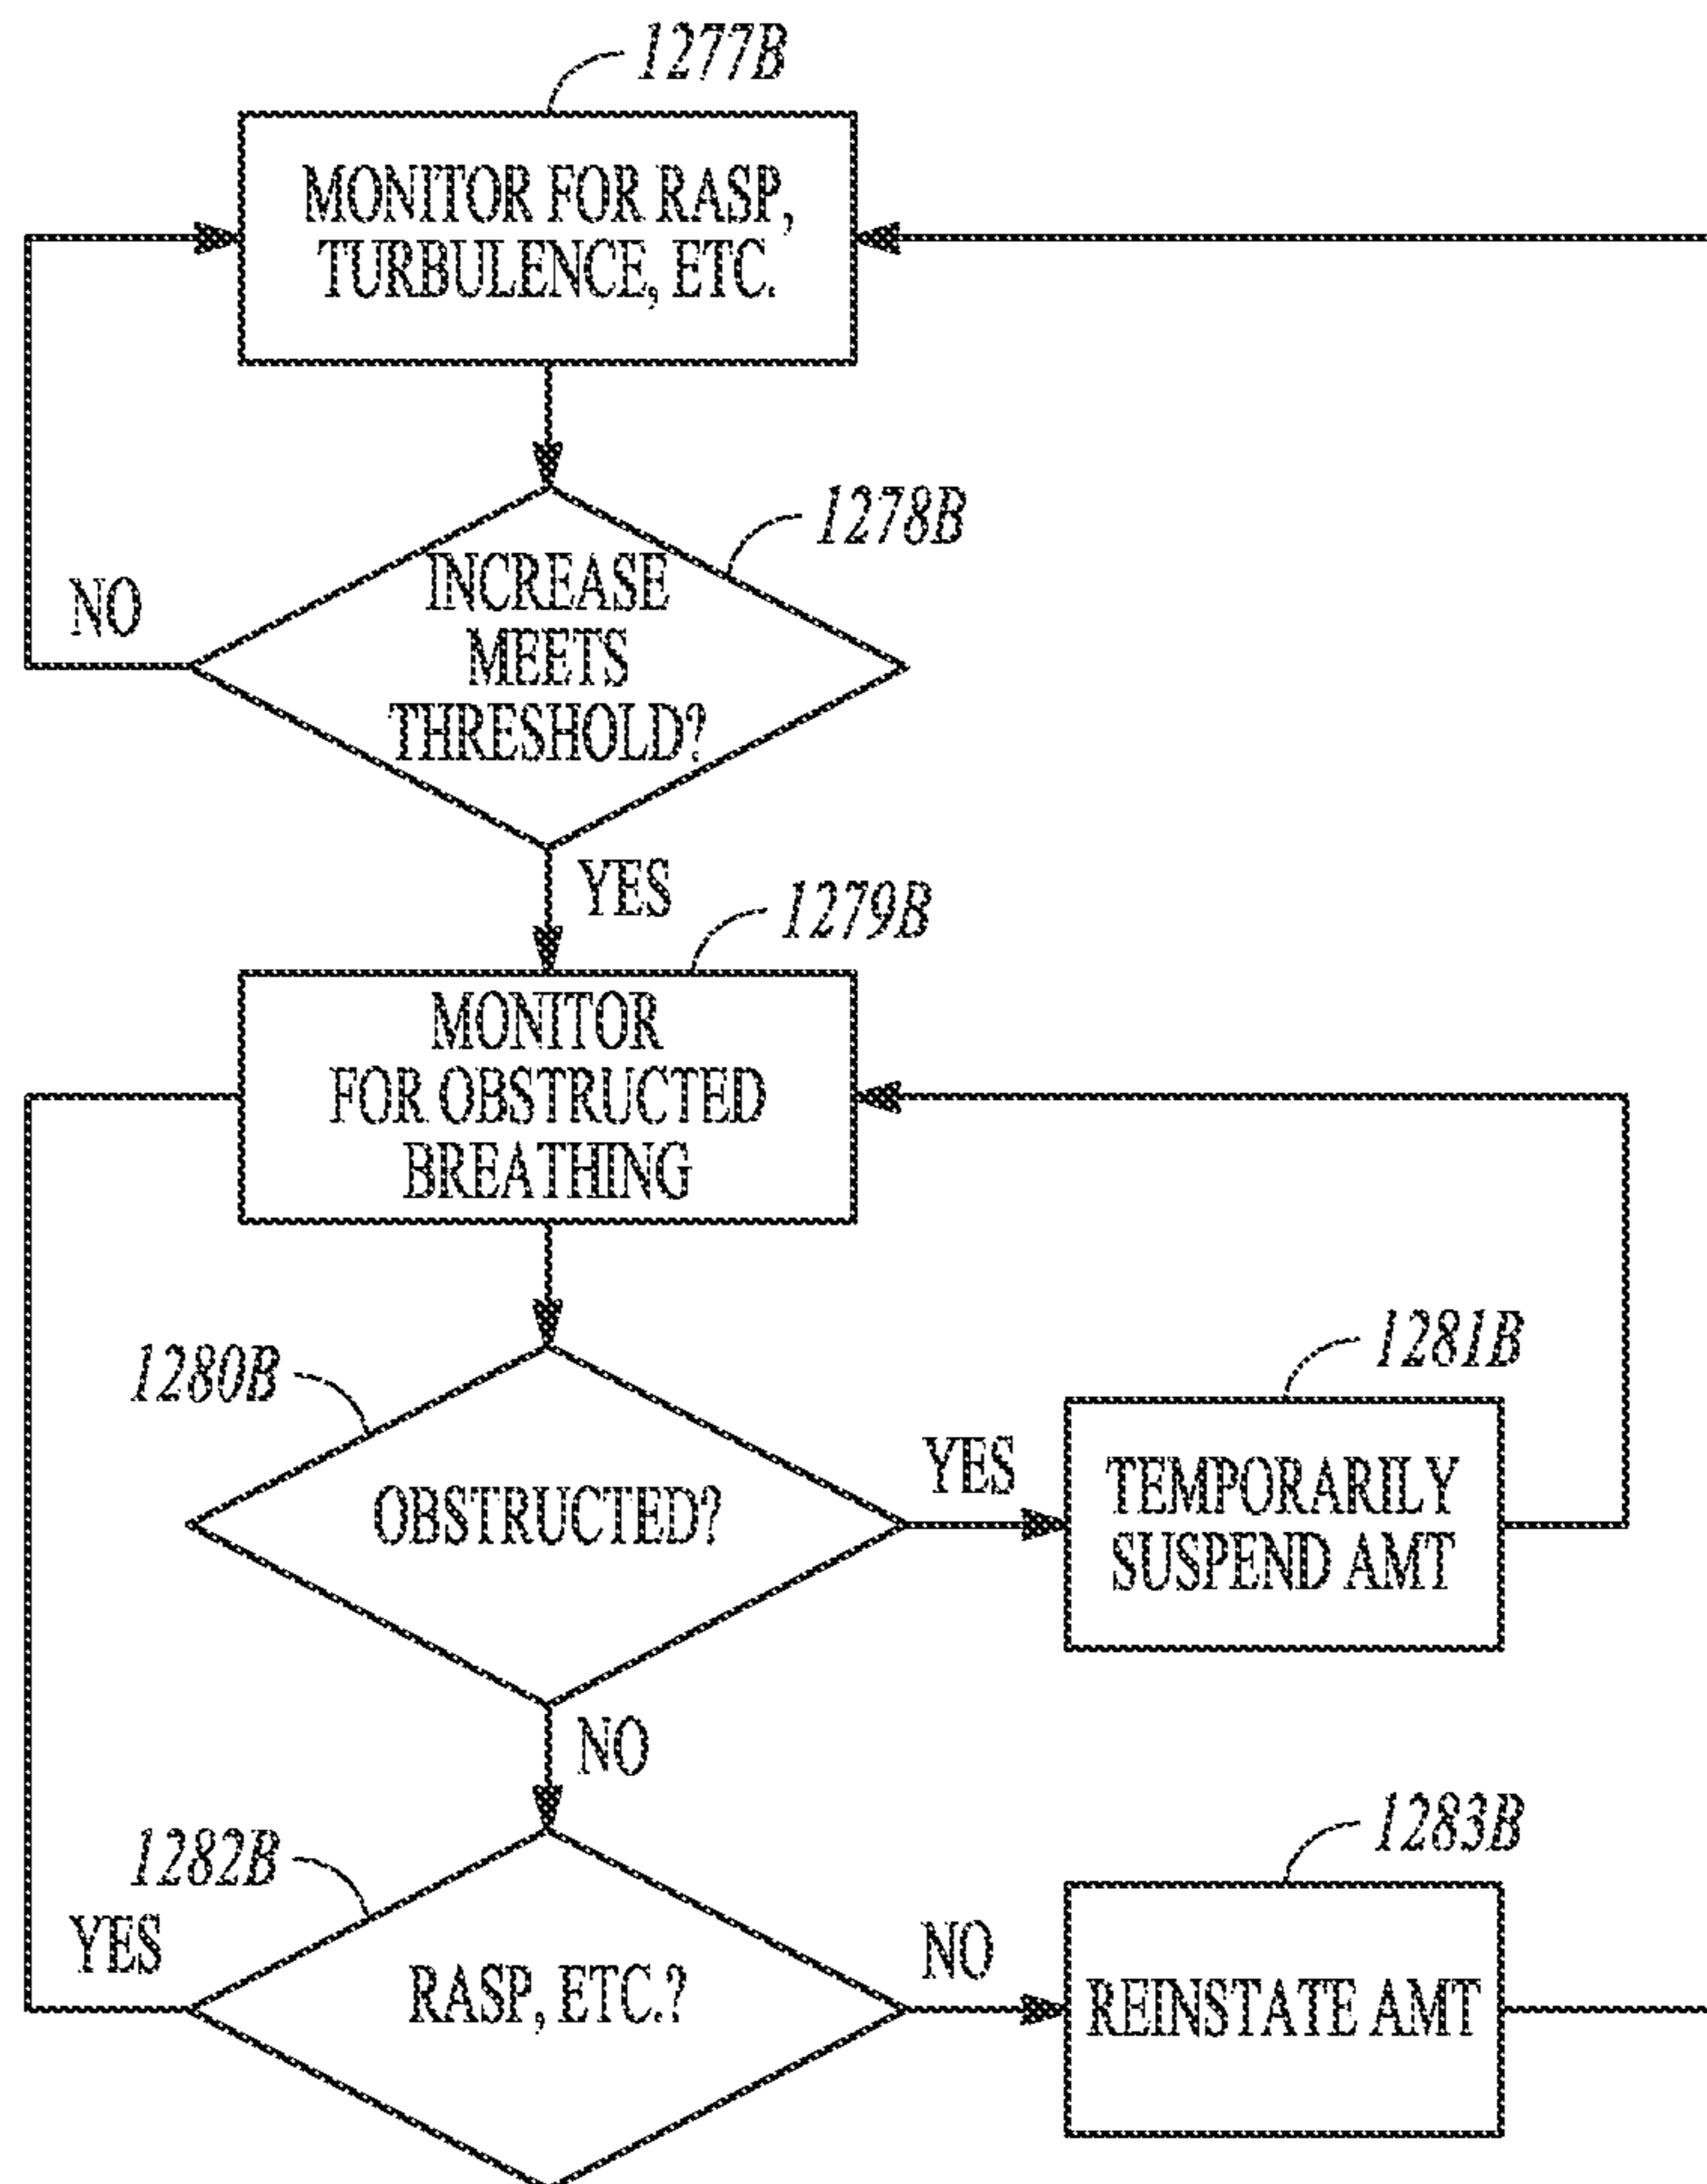 1277B
MONITOR FOR RASP,
TURBULENCE, ETC.
1278B
INCREASE
MEETS
THRESHOLD?
NO
YES
1279B
MONITOR
FOR OBSTRUCTED
BREATHING
1280B
OBSTRUCTED?
YES
1281B
TEMPORARILY
SUSPEND AMT
NO
1282B
RASP, ETC.?
YES
NO
1283B
REINSTATE AMT